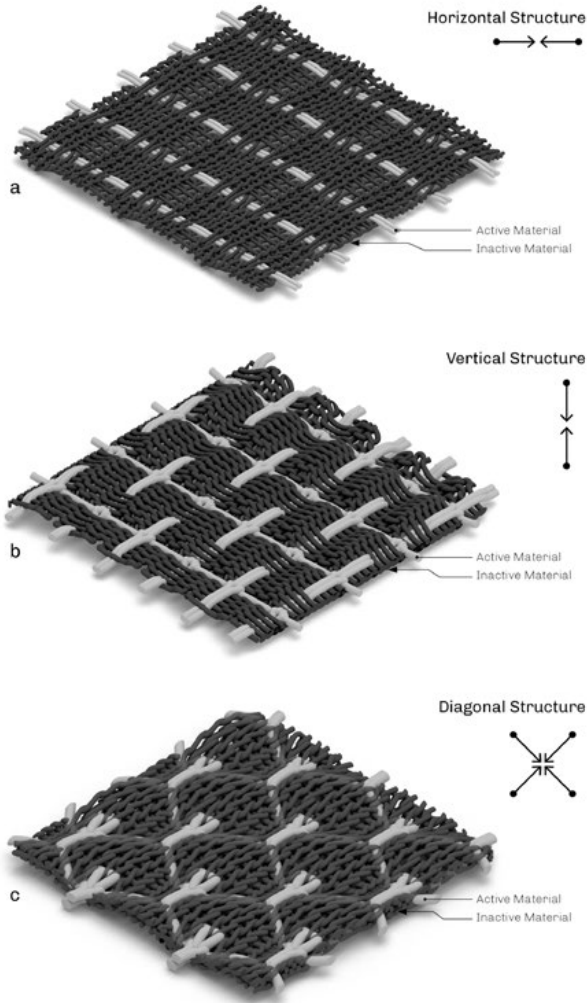 Horizontal Structure
a
Active Material
Inactive Material
Vertical Structure
b
Active Material
Inactive Material
Diagonal Structure
c
Active Material
Inactive Material